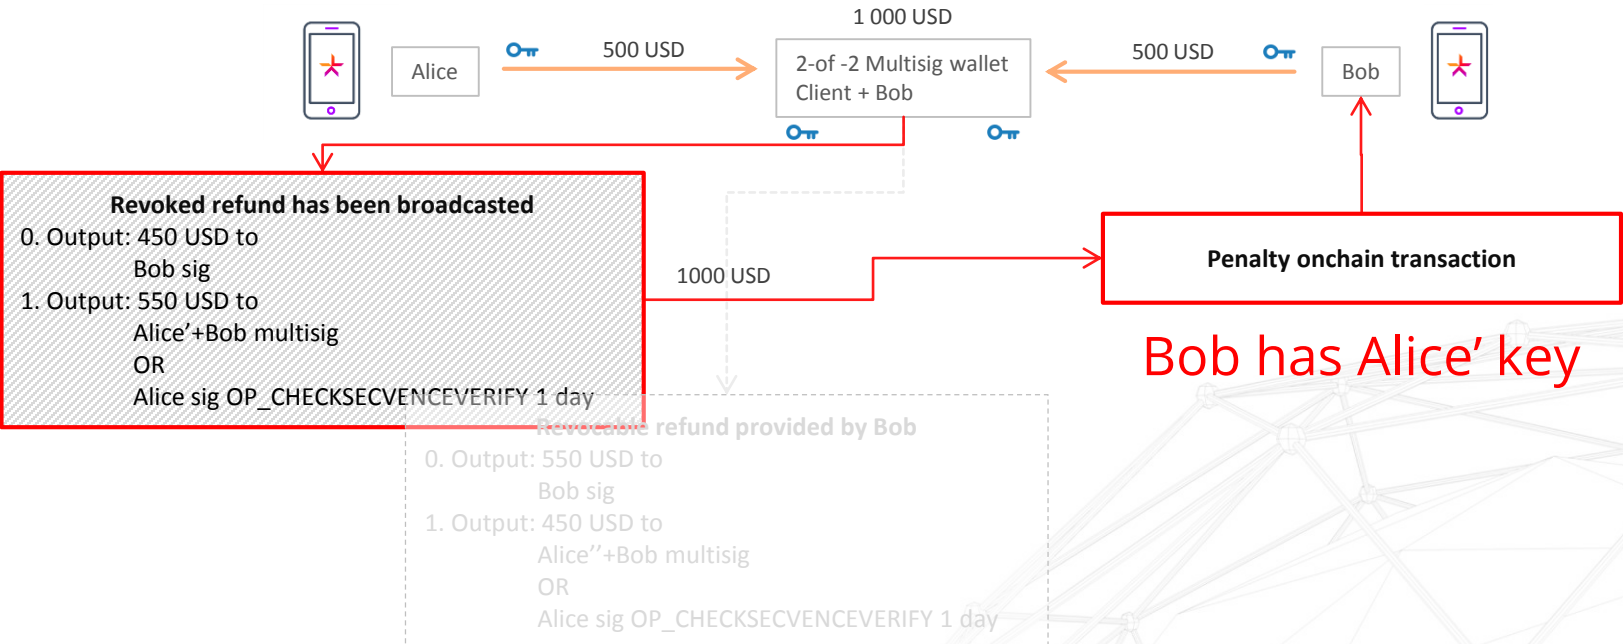 1 000 USD
Alice
500 USD
2-of -2 Multisig wallet
Client + Bob
500 USD
Bob
Revoked refund has been broadcasted
0. Output: 450 USD to
Bob sig
1. Output: 550 USD to
Alice’+Bob multisig
OR
Alice sig OP_CHECKSECVENCEVERIFY 1 day
1000 USD
Penalty onchain transaction
Bob has Alice’ key
Revocable refund provided by Bob
0. Output: 550 USD to
Bob sig
1. Output: 450 USD to
Alice’’+Bob multisig
OR
Alice sig OP_CHECKSECVENCEVERIFY 1 day